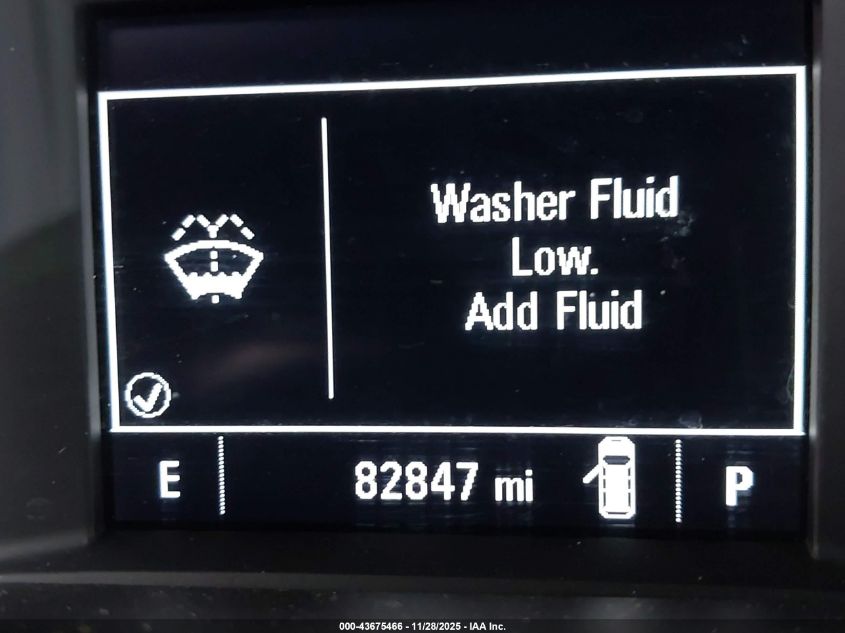 Washer Fluid
Low.
Add Fluid
E 82847 mi P
000-43675466 - 11/28/2025 - IAA Inc.